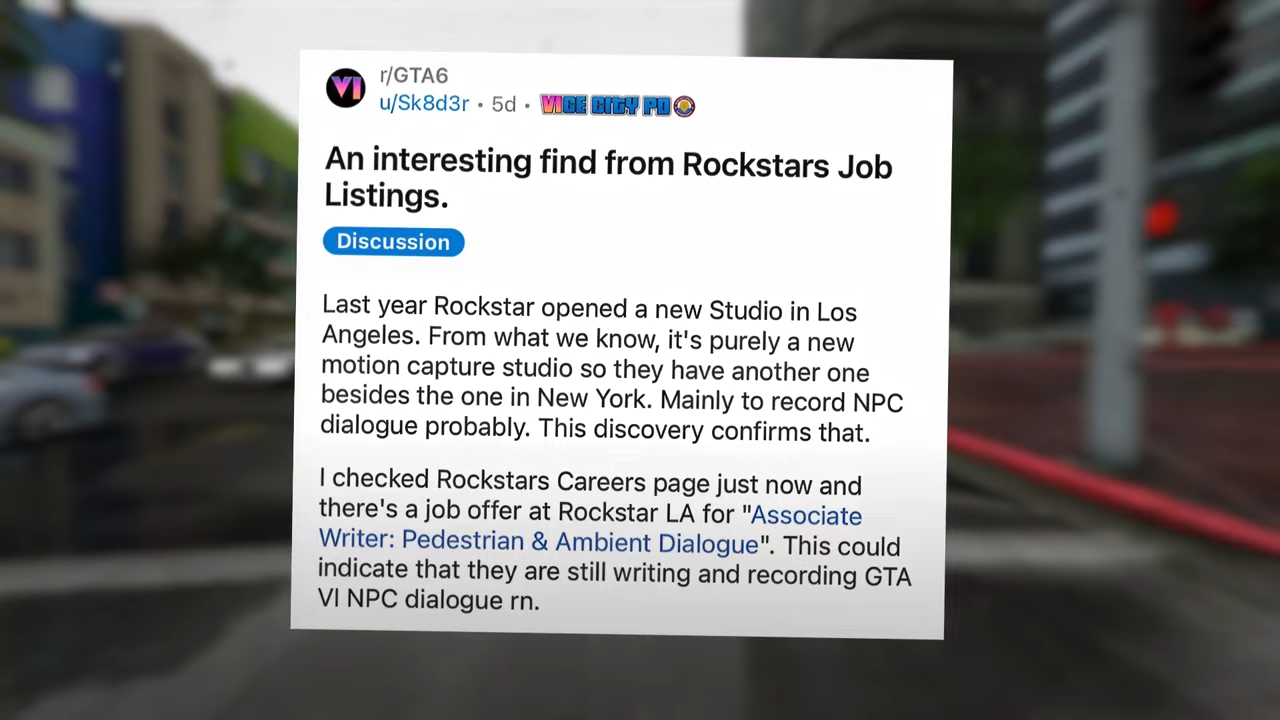 VI
r/GTA6
u/Sk8d3r • 5d • VICE CITY PD
An interesting find from Rockstars Job
Listings.
Discussion
Last year Rockstar opened a new Studio in Los
Angeles. From what we know, it's purely a new
motion capture studio so they have another one
besides the one in New York. Mainly to record NPC
dialogue probably. This discovery confirms that.
I checked Rockstars Careers page just now and
there's a job offer at Rockstar LA for "Associate
Writer: Pedestrian & Ambient Dialogue". This could
indicate that they are still writing and recording GTA
VI NPC dialogue rn.